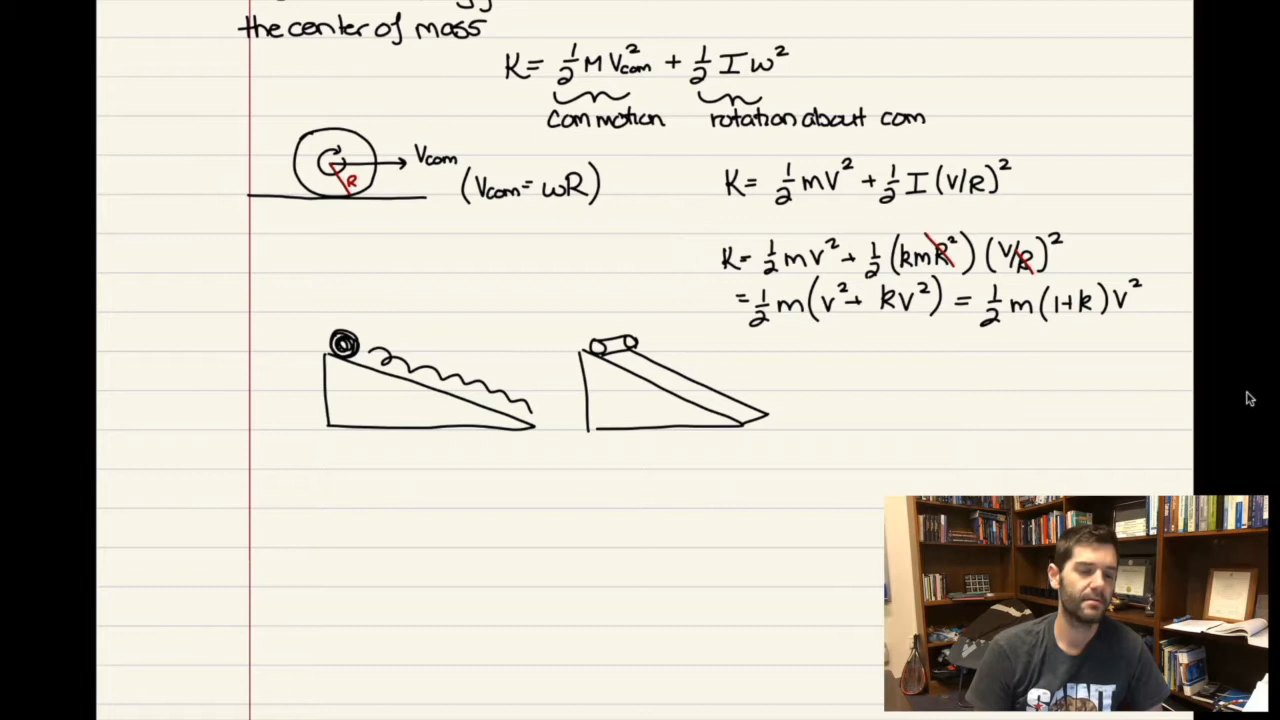 the center of mass
K = 1/2 M Vcom² + 1/2 I ω²
com motion rotation about com
Vcom
R
(Vcom = ωR)
K = 1/2 mv² + 1/2 I (v/R)²
K = 1/2 mv² + 1/2 (kmR²) (v/R)²
= 1/2 m (v² + kv²) = 1/2 m (1+k) v²